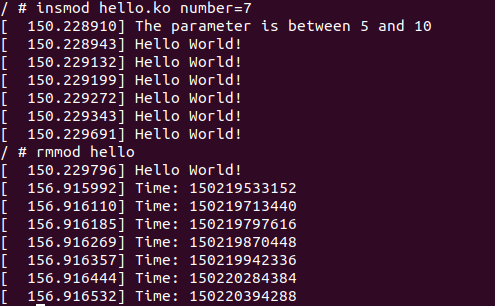 / # insmod hello.ko number=7
[  150.228910] The parameter is between 5 and 10
[  150.228943] Hello World!
[  150.229132] Hello World!
[  150.229199] Hello World!
[  150.229272] Hello World!
[  150.229343] Hello World!
[  150.229691] Hello World!
/ # rmmod hello
[  150.229796] Hello World!
[  156.915992] Time: 150219533152
[  156.916110] Time: 150219713440
[  156.916185] Time: 150219797616
[  156.916269] Time: 150219870448
[  156.916357] Time: 150219942336
[  156.916444] Time: 150220284384
[  156.916532] Time: 150220394288